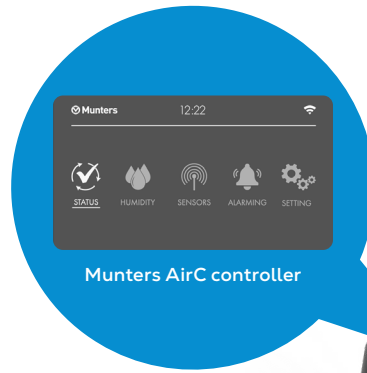 Munters 12:22
STATUS HUMIDITY SENSORS ALARMING SETTING
Munters AirC controller